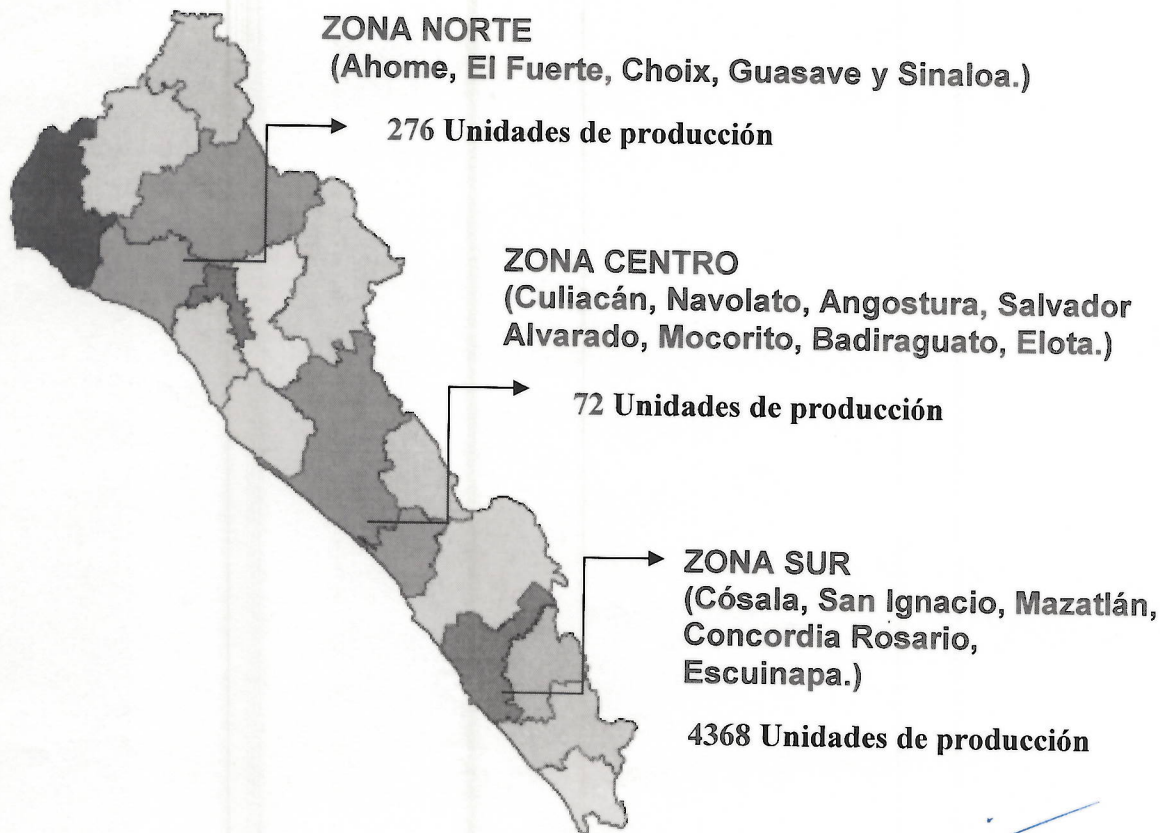 ZONA NORTE
(Ahome, El Fuerte, Choix, Guasave y Sinaloa.)
276 Unidades de producción
ZONA CENTRO
(Culiacán, Navolato, Angostura, Salvador
Alvarado, Mocorito, Badiraguato, Elota.)
72 Unidades de producción
ZONA SUR
(Cósala, San Ignacio, Mazatlán,
Concordia Rosario,
Escuinapa.)
4368 Unidades de producción